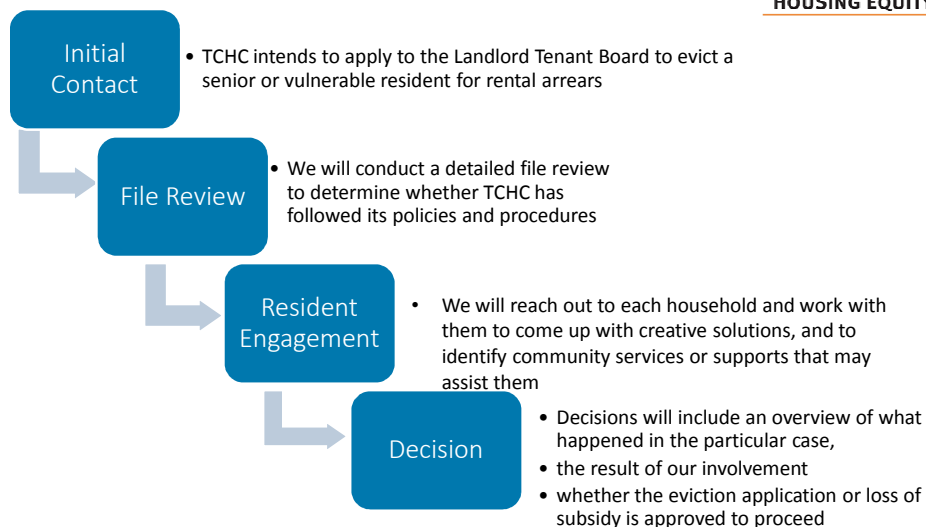 HOUSING EQUITY
Initial
Contact
• TCHC intends to apply to the Landlord Tenant Board to evict a
senior or vulnerable resident for rental arrears
File Review
• We will conduct a detailed file review
to determine whether TCHC has
followed its policies and procedures
Resident
Engagement
• We will reach out to each household and work with
them to come up with creative solutions, and to
identify community services or supports that may
assist them
Decision
• Decisions will include an overview of what
happened in the particular case,
• the result of our involvement
• whether the eviction application or loss of
subsidy is approved to proceed